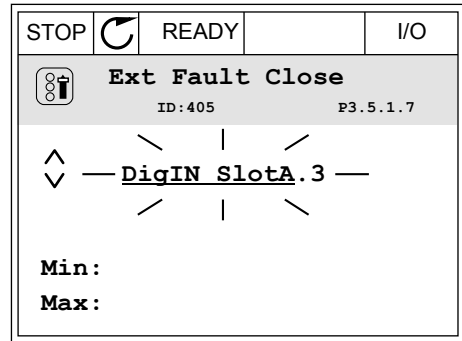 STOP READY I/O
Ext Fault Close
ID:405 P3.5.1.7
DigIN SlotA.3
Min:
Max: